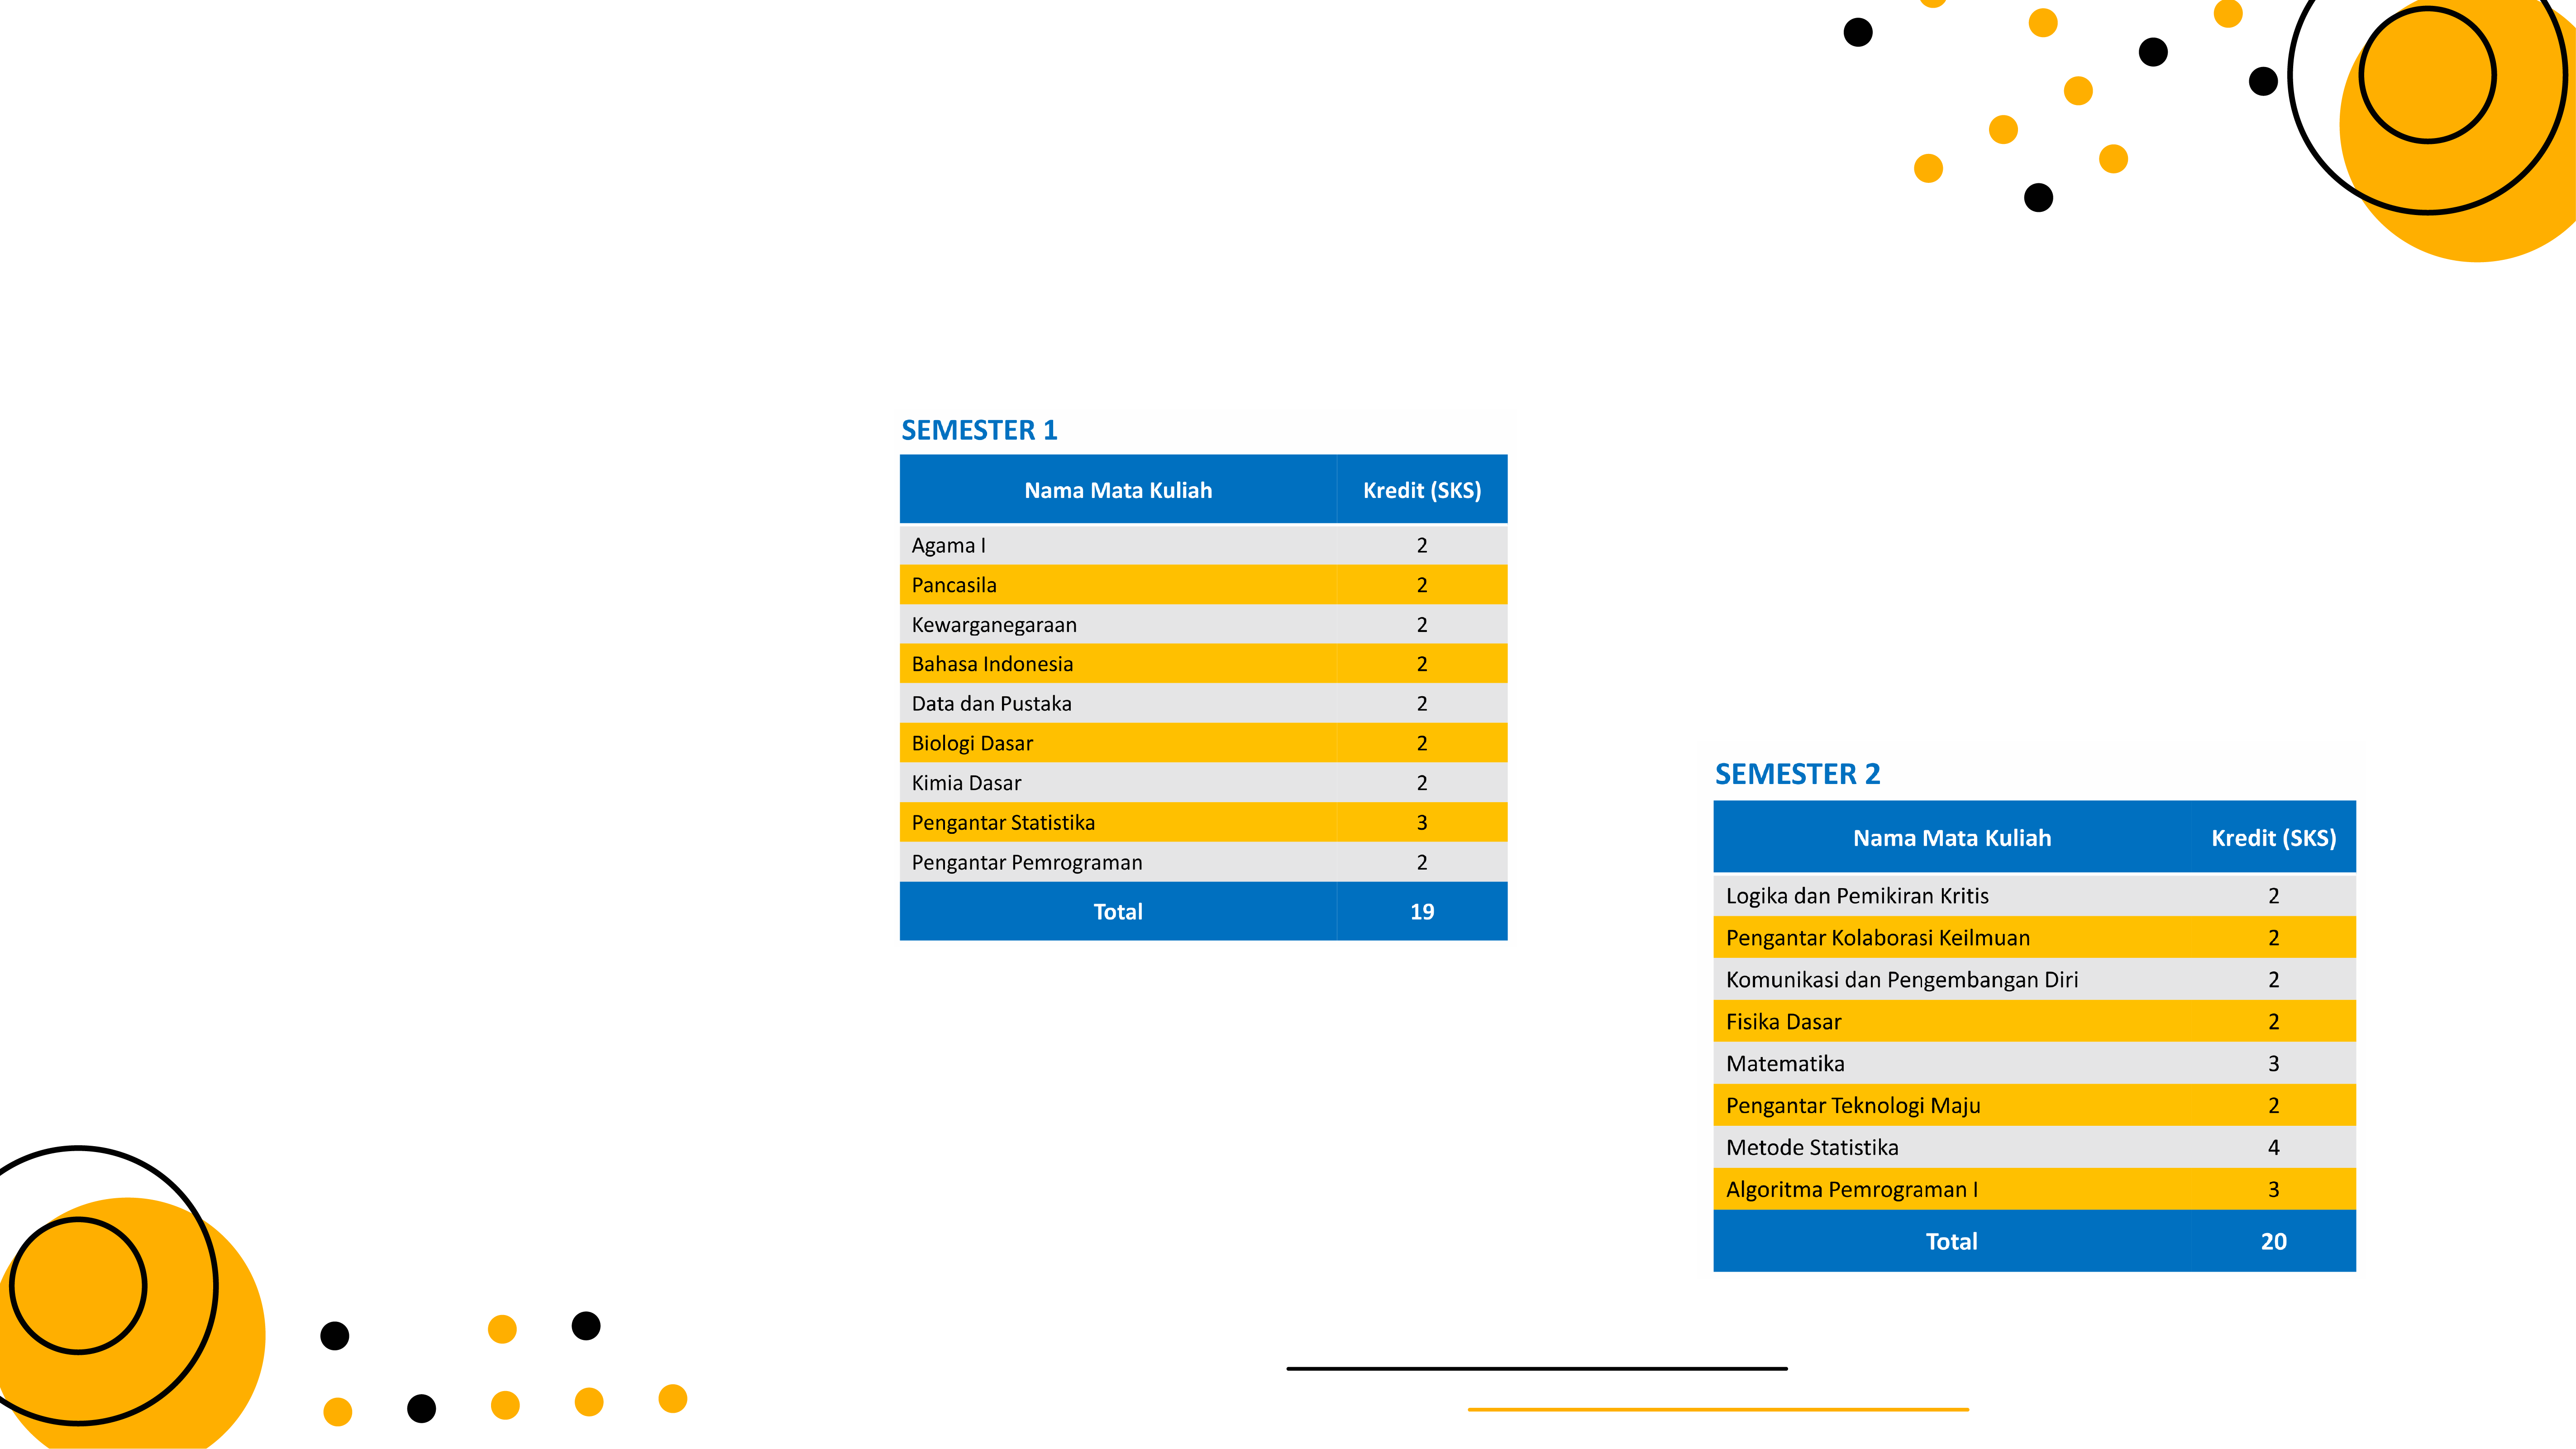 SEMESTER 1
Nama Mata Kuliah Kredit (SKS)
Agama I 2
Pancasila 2
Kewarganegaraan 2
Bahasa Indonesia 2
Data dan Pustaka 2
Biologi Dasar 2
Kimia Dasar 2
Pengantar Statistika 3
Pengantar Pemrograman 2
Total 19
SEMESTER 2
Nama Mata Kuliah Kredit (SKS)
Logika dan Pemikiran Kritis 2
Pengantar Kolaborasi Keilmuan 2
Komunikasi dan Pengembangan Diri 2
Fisika Dasar 2
Matematika 3
Pengantar Teknologi Maju 2
Metode Statistika 4
Algoritma Pemrograman I 3
Total 20